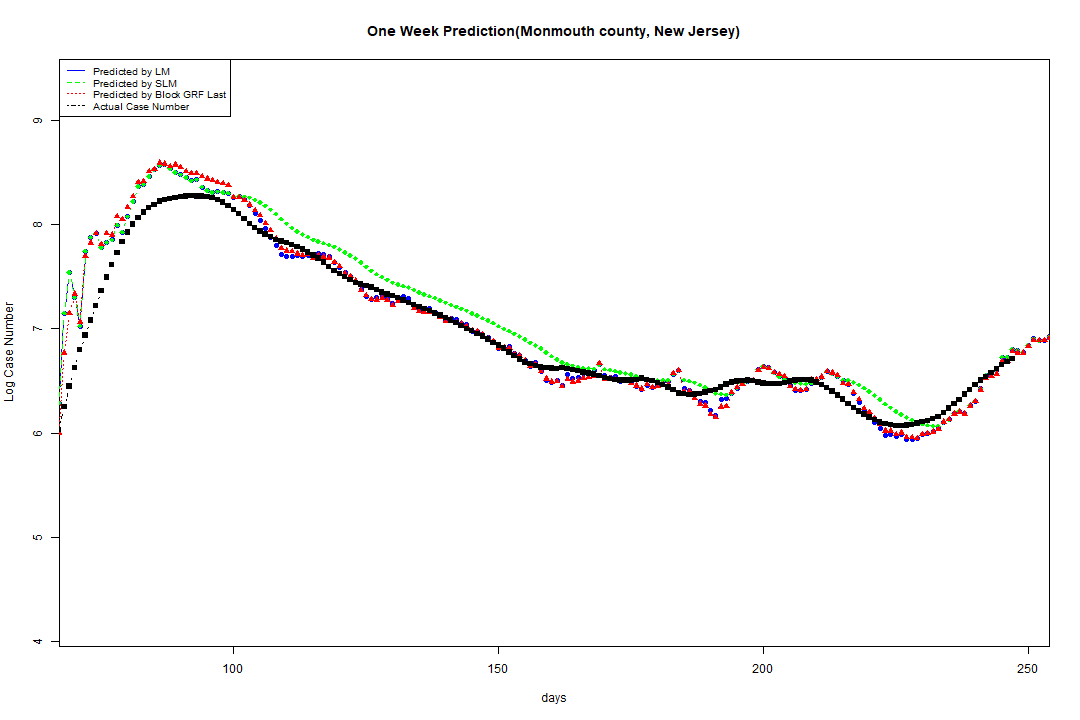 One Week Prediction(Monmouth county, New Jersey)
Predicted by LM
Predicted by SLM
Predicted by Block GRF Last
Actual Case Number
9
8
7
6
5
4
Log Case Number
100 150 200 250
days